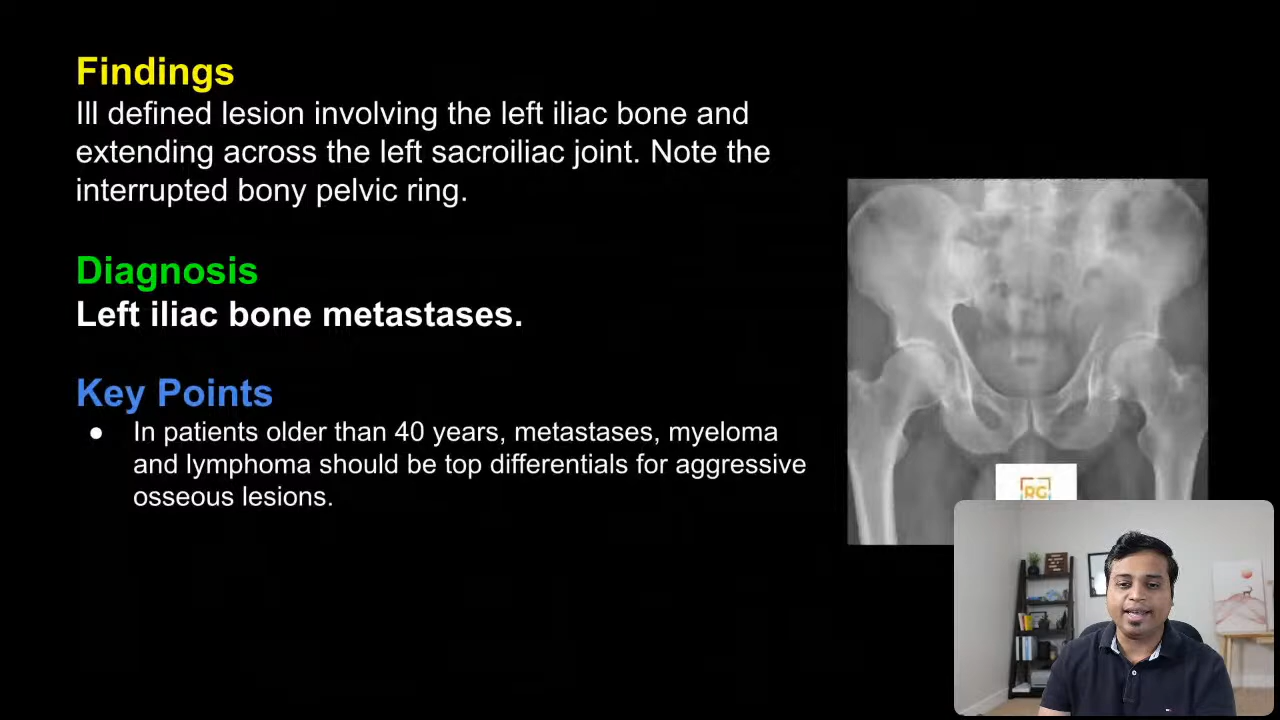 Findings
Ill defined lesion involving the left iliac bone and
extending across the left sacroiliac joint. Note the
interrupted bony pelvic ring.
Diagnosis
Left iliac bone metastases.
Key Points
● In patients older than 40 years, metastases, myeloma
and lymphoma should be top differentials for aggressive
osseous lesions.
RG